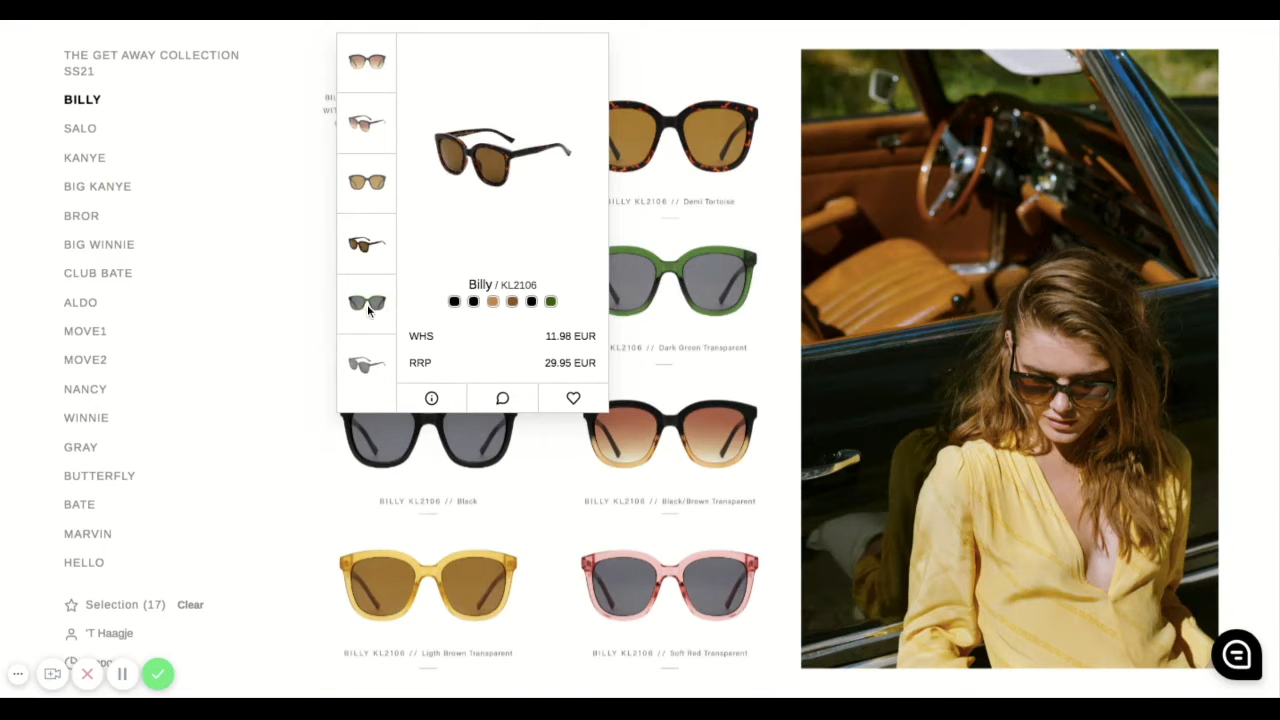 THE GET AWAY COLLECTION
SS21
BILLY
SALO
KANYE
BIG KANYE
BROR
BIG WINNIE
CLUB BATE
ALDO
MOVE1
MOVE2
NANCY
WINNIE
GRAY
BUTTERFLY
BATE
MARVIN
HELLO
Selection (17) Clear
'T Haagje
Billy / KL2106
WHS 11.98 EUR
RRP 29.95 EUR
BILLY KL2106 // Demi Tortoise
KL2106 // Dark Green Transparent
BILLY KL2106 // Black
BILLY KL2106 // Black/Brown Transparent
BILLY KL2106 // Ligth Brown Transparent
BILLY KL2106 // Soft Red Transparent